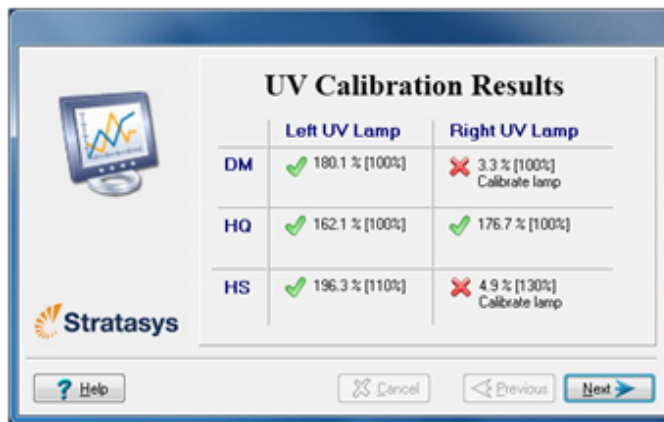 UV Calibration Results
Left UV Lamp Right UV Lamp
DM 180.1 % [100%] 3.3 % [100%]
Calibrate lamp
HQ 162.1 % [100%] 176.7 % [100%]
HS 196.3 % [110%] 4.9 % [130%]
Calibrate lamp
Stratasys
? Help Cancel Previous Next